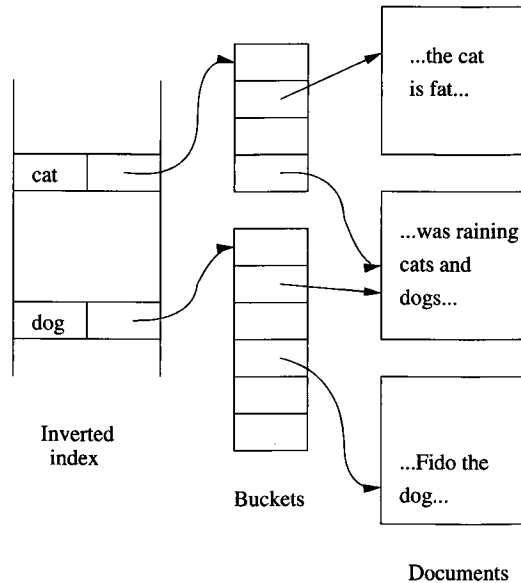 ...the cat
is fat...
cat
...was raining
cats and
dogs...
dog
Inverted
index
...Fido the
dog...
Buckets
Documents